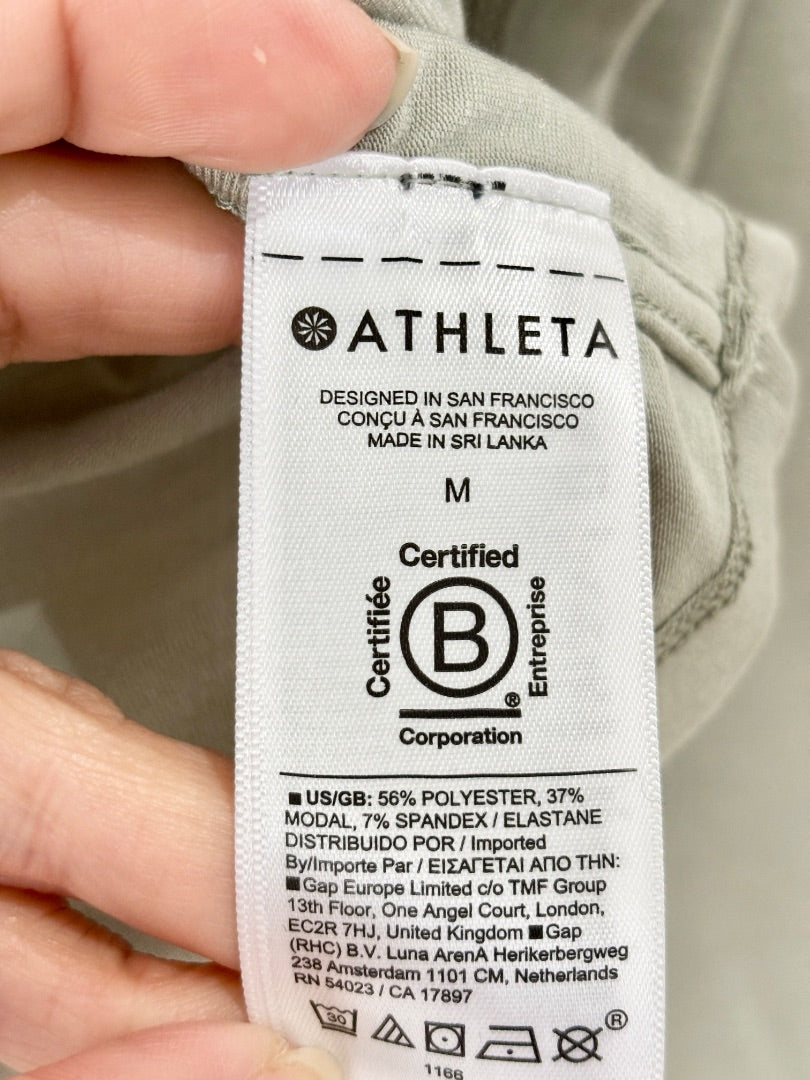 ATHLETA
DESIGNED IN SAN FRANCISCO
CONÇU À SAN FRANCISCO
MADE IN SRI LANKA
M
Certified
Certifiée
B
Entreprise
®
Corporation
US/GB: 56% POLYESTER, 37%
MODAL, 7% SPANDEX / ELASTANE
DISTRIBUIDO POR / Imported
By/Importe Par / ΕΙΣΑΓΕΤΑΙ ΑΠΟ ΤΗΝ:
Gap Europe Limited c/o TMF Group
13th Floor, One Angel Court, London,
EC2R 7HJ, United Kingdom Gap
(RHC) B.V. Luna ArenA Herikerbergweg
238 Amsterdam 1101 CM, Netherlands
RN 54023 / CA 17897
30
®
1166